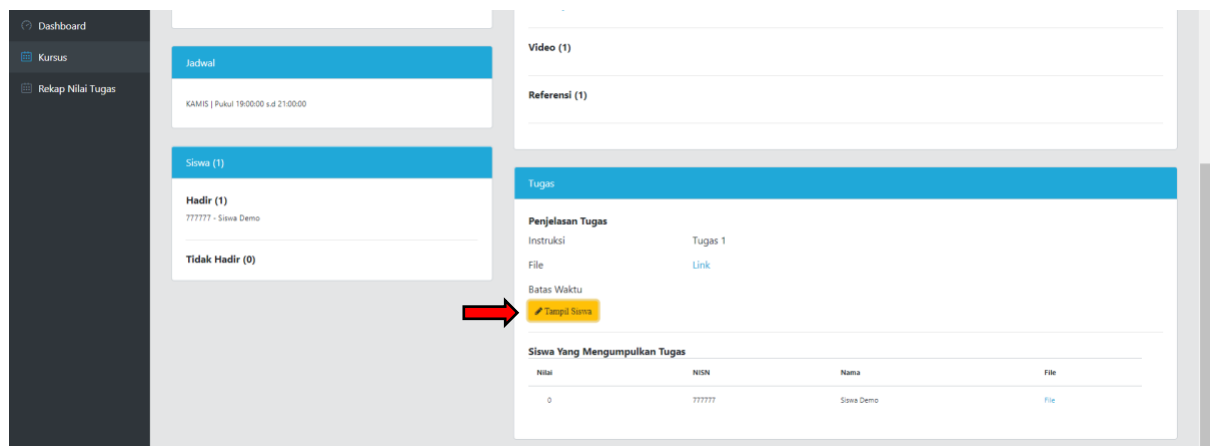 Dashboard
Kursus
Rekap Nilai Tugas
Jadwal
KAMIS | Pukul 19:00:00 s.d 21:00:00
Siswa (1)
Hadir (1)
777777 - Siswa Demo
Tidak Hadir (0)
Video (1)
Referensi (1)
Tugas
Penjelasan Tugas
Instruksi Tugas 1
File Link
Batas Waktu
Tampil Siswa
Siswa Yang Mengumpulkan Tugas
Nilai NISN Nama File
0 777777 Siswa Demo File